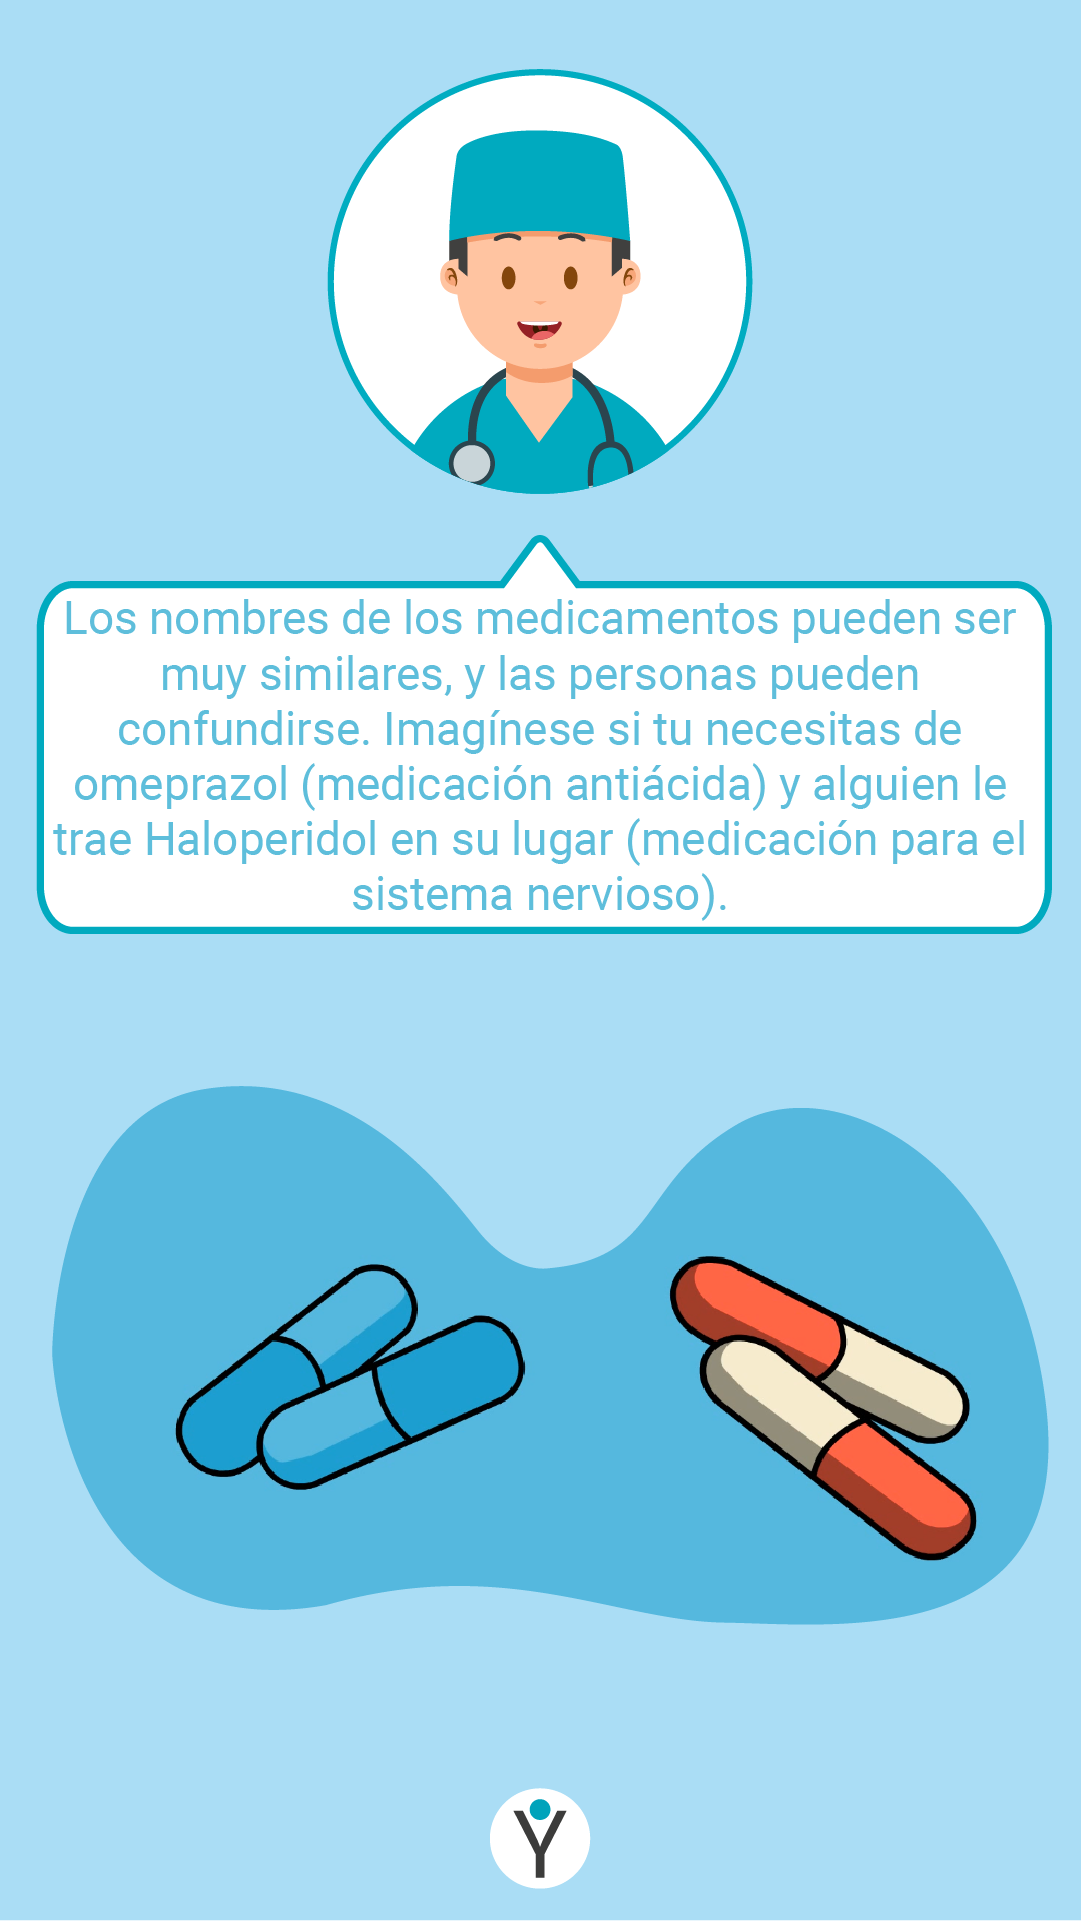 Los nombres de los medicamentos pueden ser
muy similares, y las personas pueden
confundirse. Imagínese si tu necesitas de
omeprazol (medicación antiácida) y alguien le
trae Haloperidol en su lugar (medicación para el
sistema nervioso).